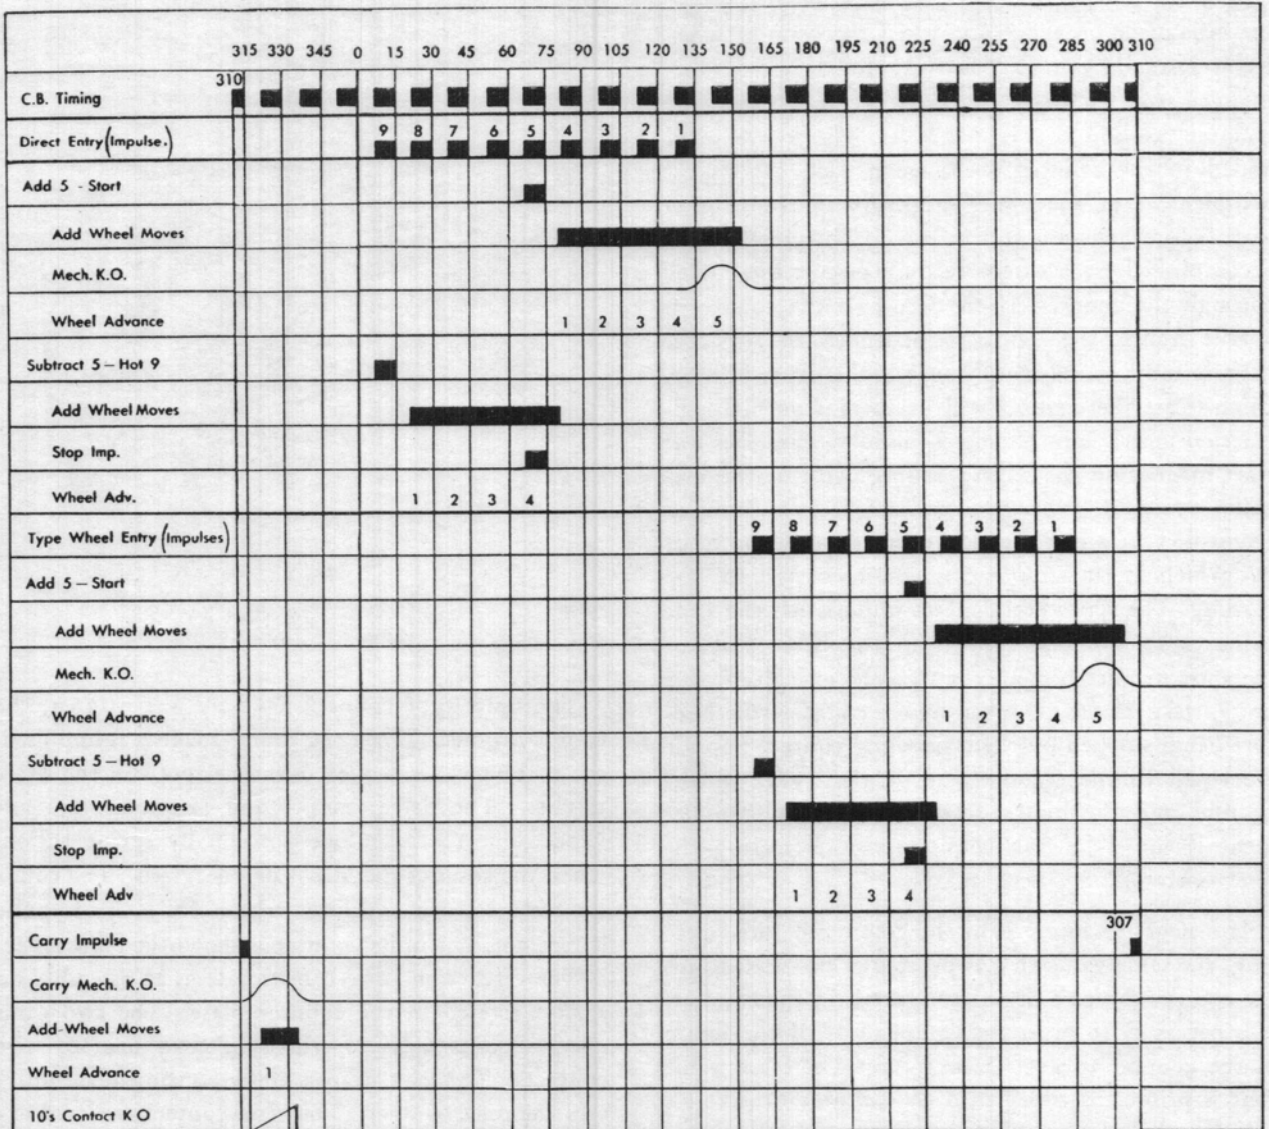 315 330 345 0 15 30 45 60 75 90 105 120 135 150 165 180 195 210 225 240 255 270 285 300 310
310
C.B. Timing
9 8 7 6 5 4 3 2 1
Direct Entry (Impulse.)
Add 5 - Start
Add Wheel Moves
Mech. K.O.
Wheel Advance 1 2 3 4 5
Subtract 5 – Hot 9
Add Wheel Moves
Stop Imp.
Wheel Adv. 1 2 3 4
Type Wheel Entry (Impulses) 9 8 7 6 5 4 3 2 1
Add 5 – Start
Add Wheel Moves
Mech. K.O.
Wheel Advance 1 2 3 4 5
Subtract 5 – Hot 9
Add Wheel Moves
Stop Imp.
Wheel Adv 1 2 3 4
307
Carry Impulse
Carry Mech. K.O.
Add-Wheel Moves
Wheel Advance 1
10's Contact K O